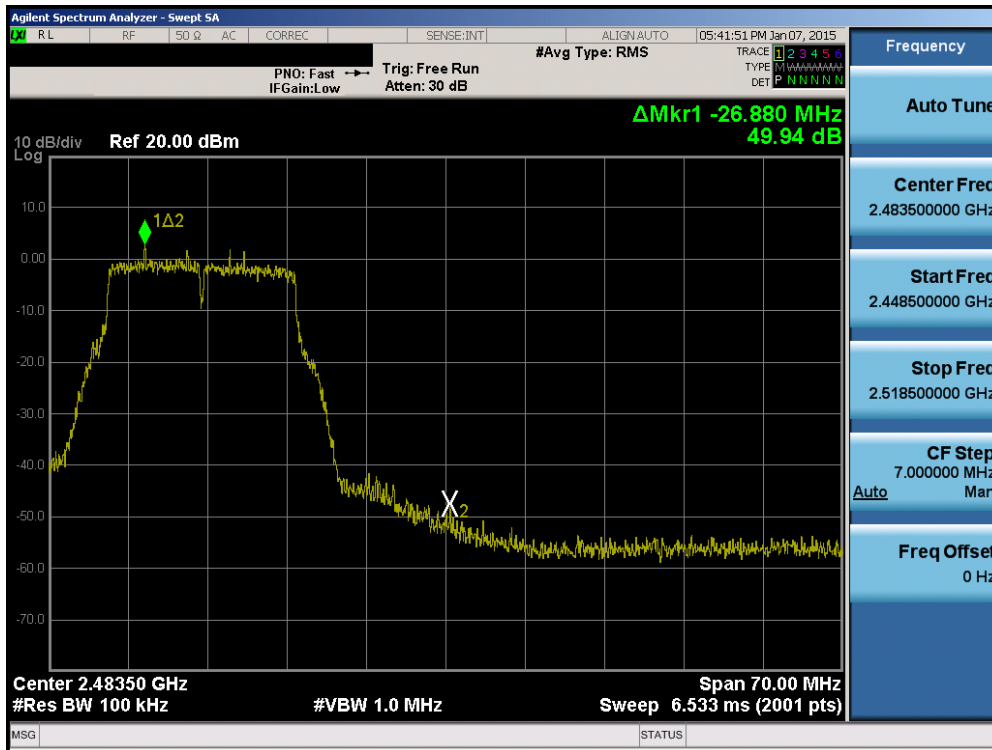 Agilent Spectrum Analyzer - Swept SA
LXI RL RF 50 Ω AC CORREC SENSE:INT ALIGN AUTO 05:41:51 PM Jan 07, 2015
#Avg Type: RMS TRACE 1 2 3 4 5 6
PNO: Fast Trig: Free Run TYPE M WWWWW
IFGain:Low Atten: 30 dB DET P N N N N N
ΔMkr1 -26.880 MHz
49.94 dB
10 dB/div Ref 20.00 dBm
Log
10.0
1Δ2
0.00
-10.0
-20.0
-30.0
-40.0
-50.0
2
-60.0
-70.0
Center 2.48350 GHz Span 70.00 MHz
#Res BW 100 kHz #VBW 1.0 MHz Sweep 6.533 ms (2001 pts)
MSG STATUS
Frequency
Auto Tune
Center Freq
2.483500000 GHz
Start Freq
2.448500000 GHz
Stop Freq
2.518500000 GHz
CF Step
7.000000 MHz
Auto Man
Freq Offset
0 Hz